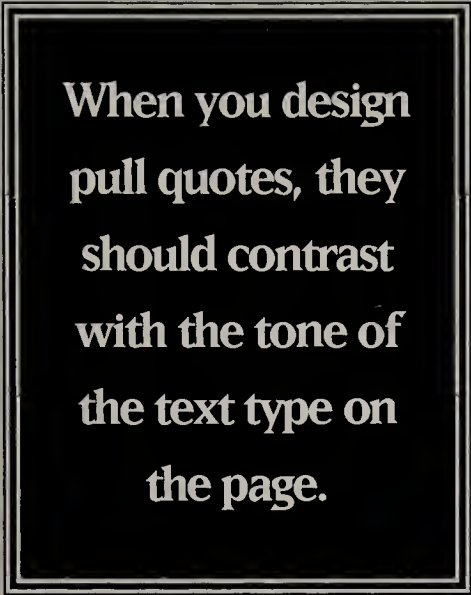 When you design
pull quotes, they
should contrast
with the tone of
the text type on
the page.